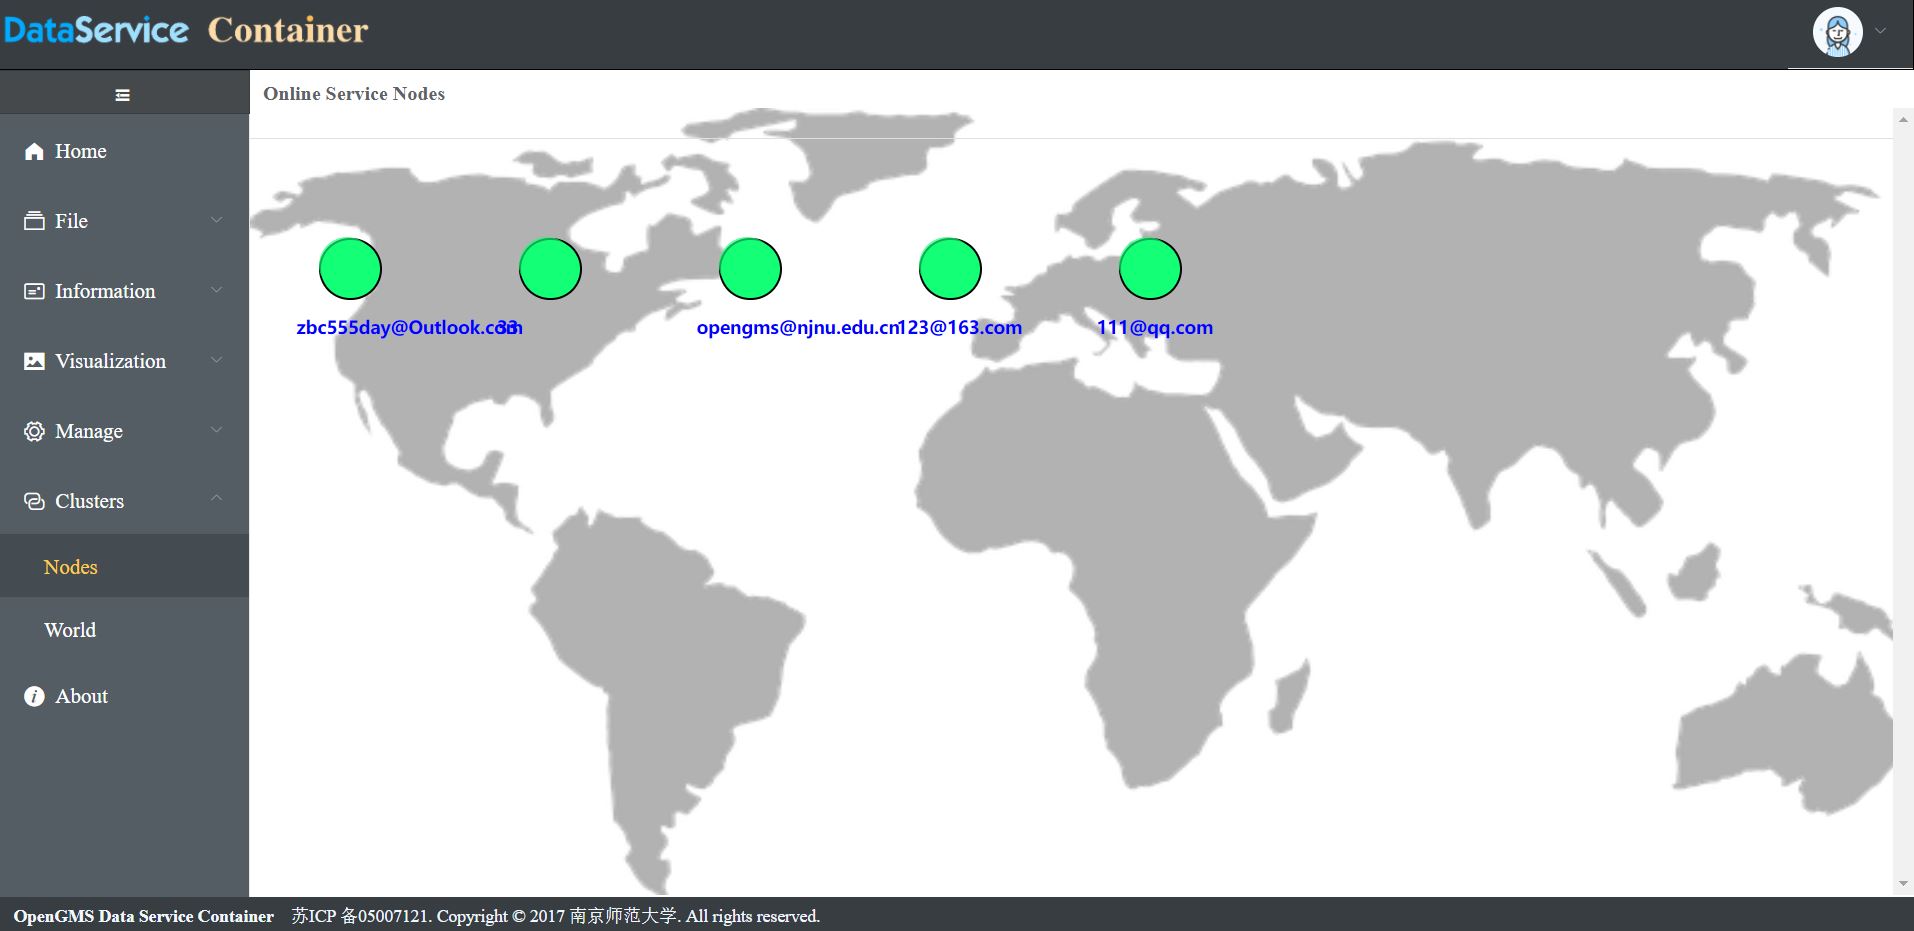 DataService Container
Online Service Nodes
Home
File
Information
Visualization
Manage
Clusters
Nodes
World
About
zbc555day@Outlook.com
33
opengms@njnu.edu.cn
123@163.com
111@qq.com
OpenGMS Data Service Container 苏ICP 备05007121. Copyright © 2017 南京师范大学. All rights reserved.